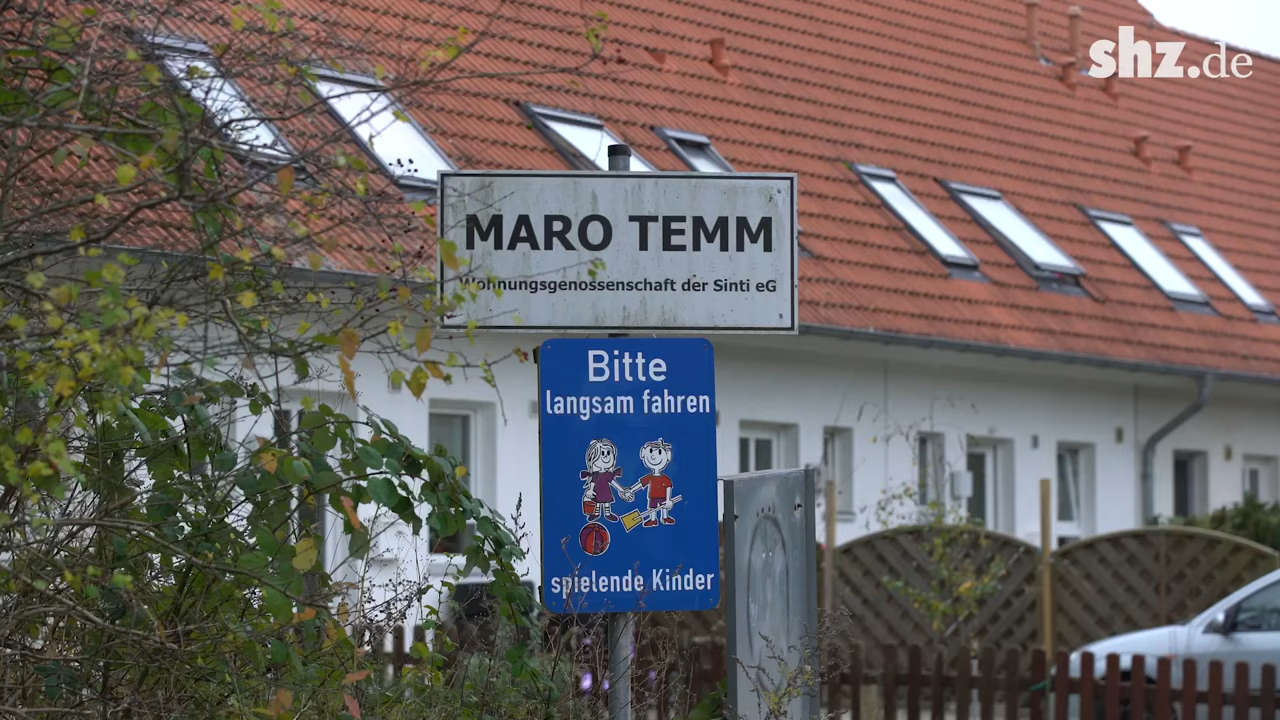 shz.de
MARO TEMM
Wohnungsgenossenschaft der Sinti eG
Bitte
langsam fahren
spielende Kinder